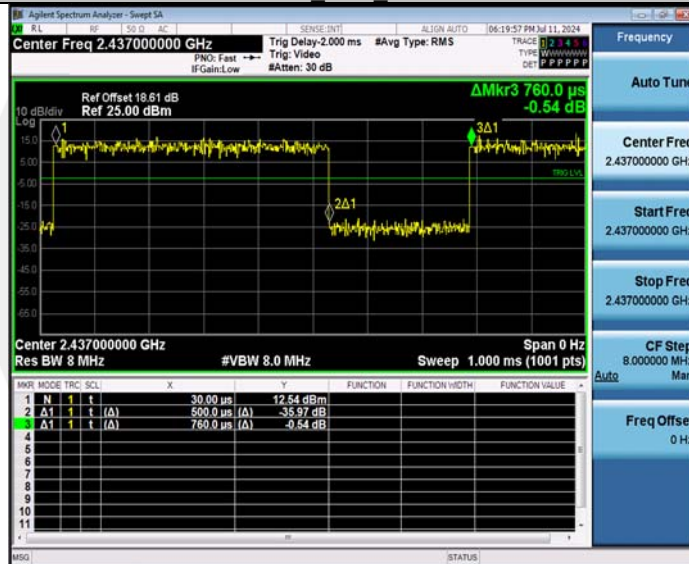 Agilent Spectrum Analyzer - Swept SA
RL RF 50 Ω AC SENSE:INT ALIGN AUTO 06:19:57 PM Jul 11, 2024
Center Freq 2.437000000 GHz
PNO: Fast
IFGain:Low
Trig Delay-2.000 ms
Trig: Video
#Atten: 30 dB
#Avg Type: RMS
TRACE 1 2 3 4 5 6
TYPE W
DET P P P P P P
ΔMkr3 760.0 µs
-0.54 dB
10 dB/div
Log
Ref Offset 18.61 dB
Ref 25.00 dBm
15.0
5.00
-5.00
-15.0
-25.0
-35.0
-45.0
-55.0
-65.0
1
3Δ1
TRIG LVL
2Δ1
Center 2.437000000 GHz Span 0 Hz
Res BW 8 MHz #VBW 8.0 MHz Sweep 1.000 ms (1001 pts)
MKR MODE TRC SCL X Y FUNCTION FUNCTION WIDTH FUNCTION VALUE
1 N 1 t 30.00 µs 12.54 dBm
2 Δ1 1 t (Δ) 500.0 µs (Δ) -35.97 dB
3 Δ1 1 t (Δ) 760.0 µs (Δ) -0.54 dB
4
5
6
7
8
9
10
11
MSG STATUS
Frequency
Auto Tune
Center Freq
2.437000000 GHz
Start Freq
2.437000000 GHz
Stop Freq
2.437000000 GHz
CF Step
8.000000 MHz
Auto Man
Freq Offset
0 Hz